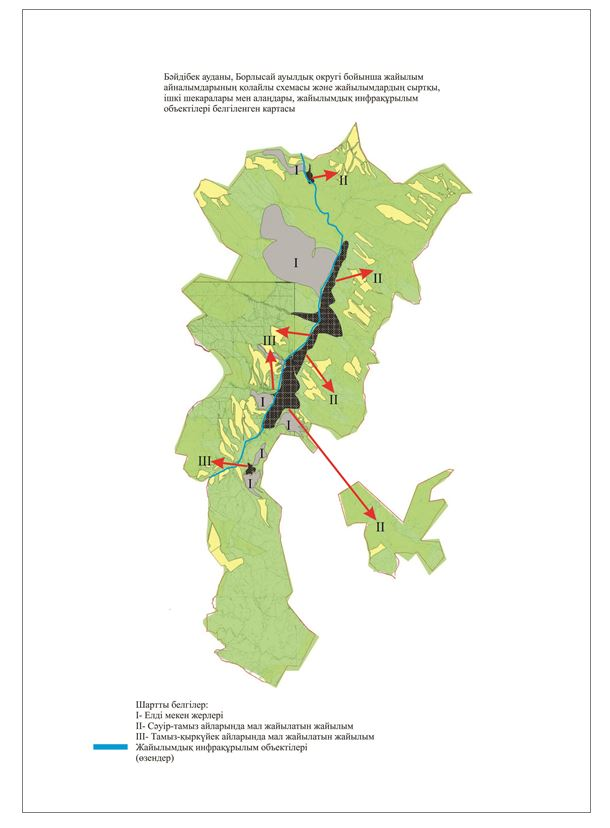 Бәйдібек ауданы, Борлысай ауылдық округі бойынша жайылым
айналымдарының қолайлы схемасы және жайылымдардың сыртқы,
ішкі шекаралары мен алаңдары, жайылымдық инфрақұрылым
объектілері белгіленген картасы
I
II
I
II
III
II
I
I
I
III
I
II
Шартты белгілер:
I- Елді мекен жерлері
II- Сәуір-тамыз айларында мал жайылатын жайылым
III- Тамыз-қыркүйек айларында мал жайылатын жайылым
Жайылымдық инфрақұрылым объектілері
(өзендер)